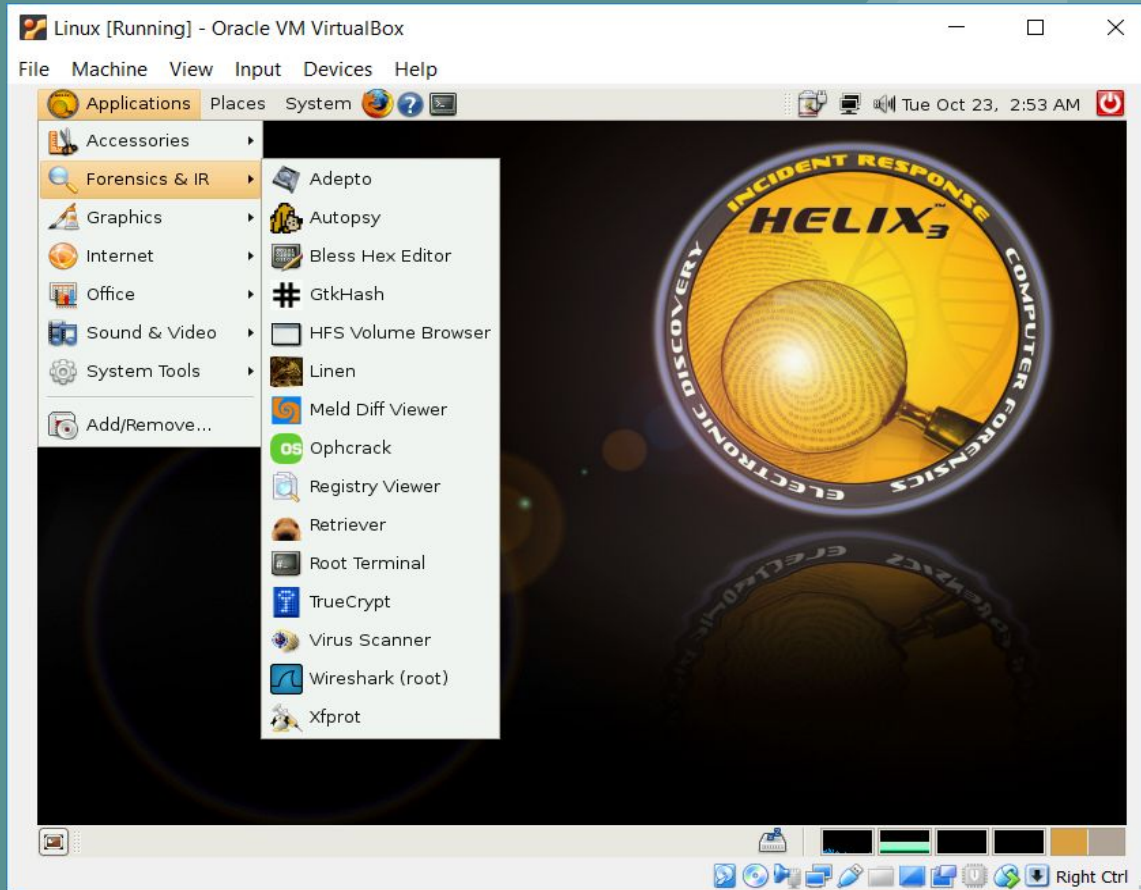 Linux [Running] - Oracle VM VirtualBox
File Machine View Input Devices Help
Applications Places System
Tue Oct 23, 2:53 AM
Accessories
Forensics & IR
Graphics
Internet
Office
Sound & Video
System Tools
Add/Remove...
Adepto
Autopsy
Bless Hex Editor
GtkHash
HFS Volume Browser
Linen
Meld Diff Viewer
Ophcrack
Registry Viewer
Retriever
Root Terminal
TrueCrypt
Virus Scanner
Wireshark (root)
Xfprot
INCIDENT RESPONSE
HELIX3™
COMPUTER FORENSICS
ELECTRONIC DISCOVERY
OS
Right Ctrl